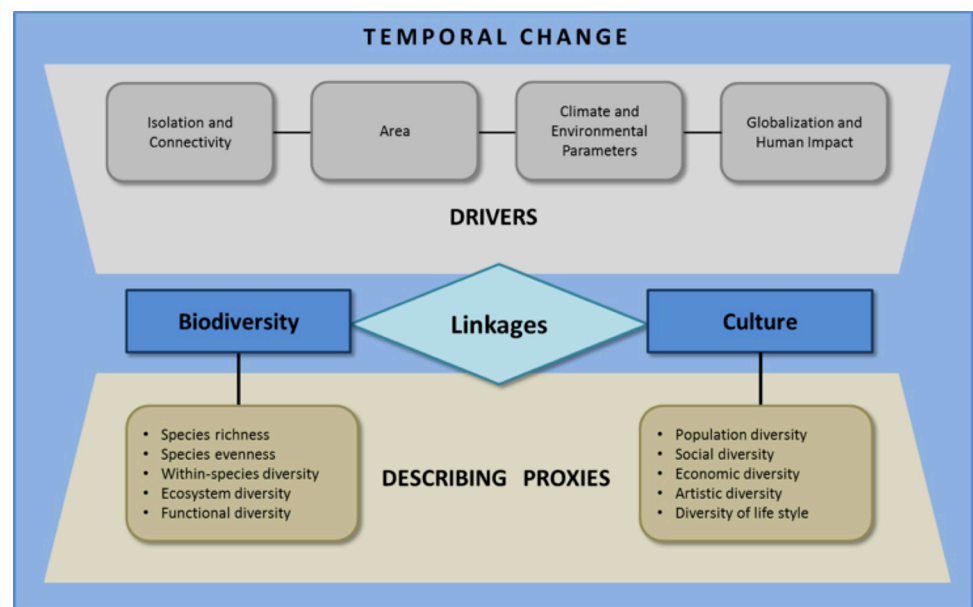 TEMPORAL CHANGE
Isolation and
Connectivity
Area
Climate and
Environmental
Parameters
Globalization and
Human Impact
DRIVERS
Biodiversity
Linkages
Culture
• Species richness
• Species evenness
• Within-species diversity
• Ecosystem diversity
• Functional diversity
DESCRIBING PROXIES
• Population diversity
• Social diversity
• Economic diversity
• Artistic diversity
• Diversity of life style